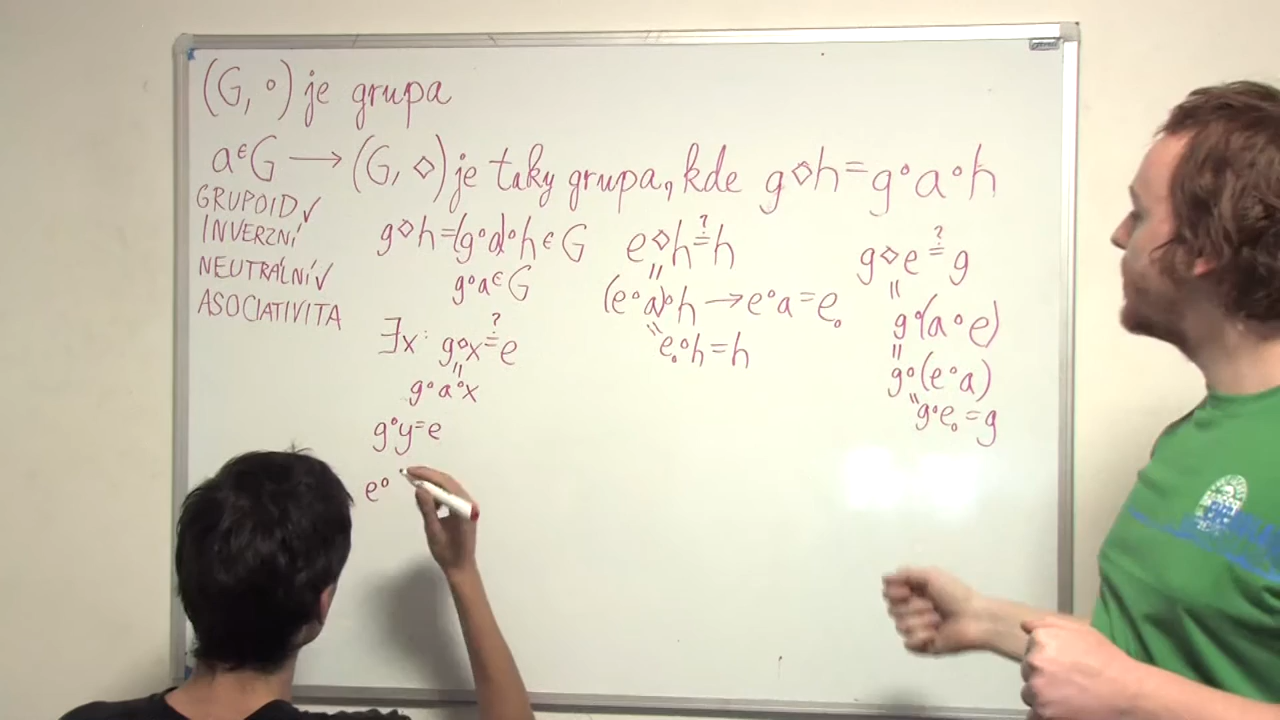 (G, ∘) je grupa
a ∈ G → (G, ◇) je taky grupa, kde g◇h = g∘a∘h
GRUPOID ✓
INVERZNÍ
NEUTRÁLNÍ ✓
ASOCIATIVITA
g◇h = (g∘a)∘h ∈ G
g∘a ∈ G
∃x: g◇x ≟ e
= g∘a∘x
g∘y = e
e∘
e◇h ≟ h
=
(e∘a)∘h → e∘a = e₀
= e₀∘h = h
g◇e ≟ g
=
g∘(a∘e)
=
g∘(e∘a)
= g∘e₀ = g